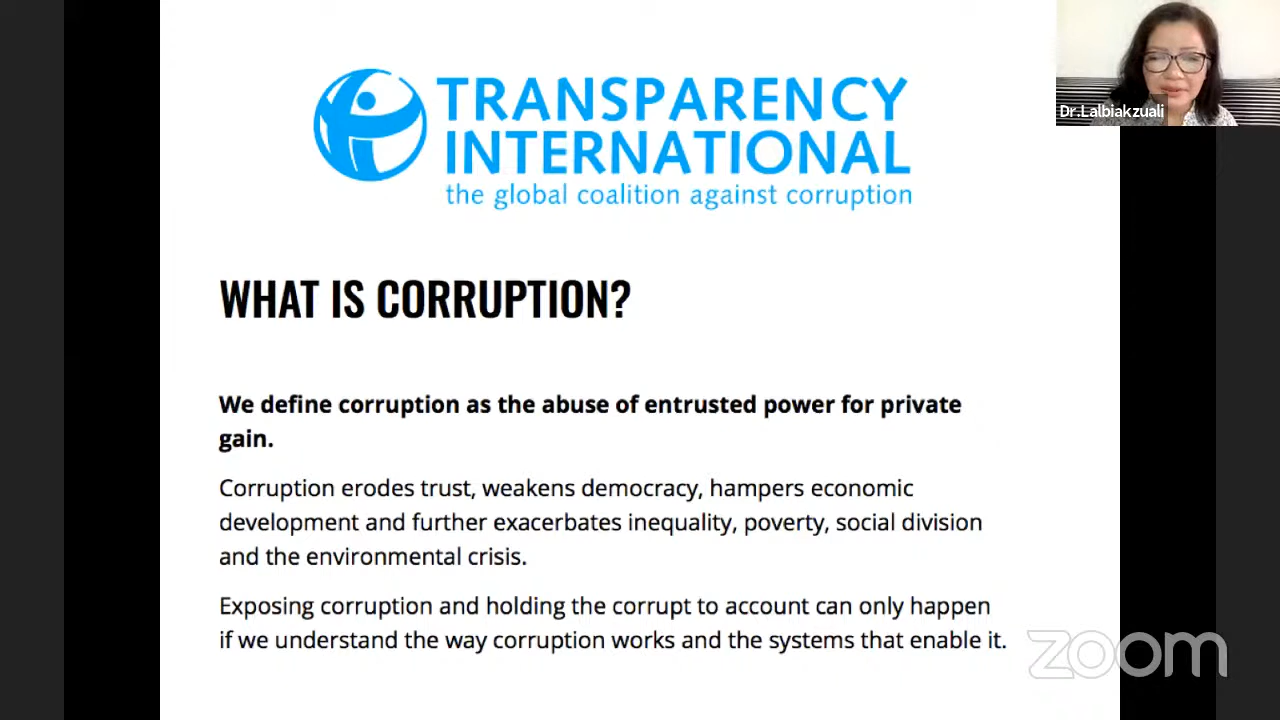 TRANSPARENCY
INTERNATIONAL
the global coalition against corruption
Dr.Lalbiakzuali
WHAT IS CORRUPTION?
We define corruption as the abuse of entrusted power for private
gain.
Corruption erodes trust, weakens democracy, hampers economic
development and further exacerbates inequality, poverty, social division
and the environmental crisis.
Exposing corruption and holding the corrupt to account can only happen
if we understand the way corruption works and the systems that enable it.
zoom